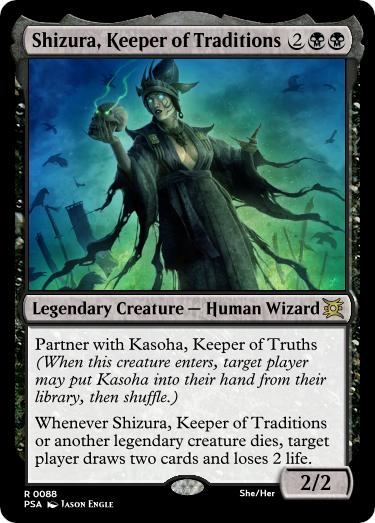 Shizura, Keeper of Traditions 2
Legendary Creature — Human Wizard
Partner with Kasoha, Keeper of Truths
(When this creature enters, target player
may put Kasoha into their hand from their
library, then shuffle.)
Whenever Shizura, Keeper of Traditions
or another legendary creature dies, target
player draws two cards and loses 2 life.
2/2
R 0088
She/Her
PSA Jason Engle